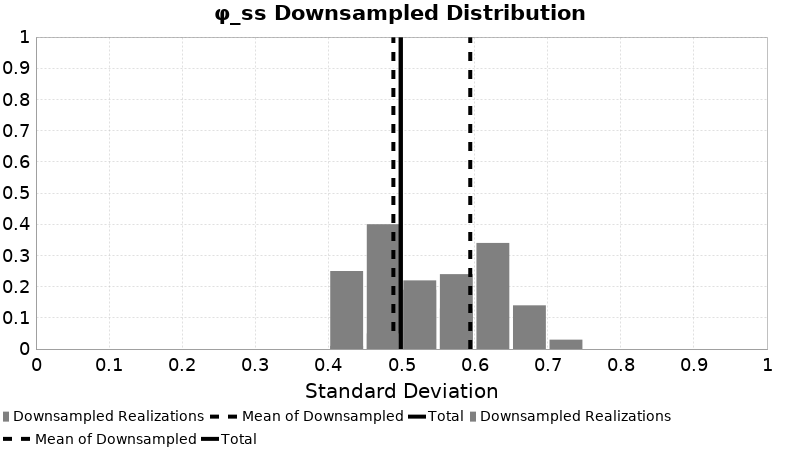 φ_ss Downsampled Distribution
1
0.9
0.8
0.7
0.6
0.5
0.4
0.3
0.2
0.1
0
0 0.1 0.2 0.3 0.4 0.5 0.6 0.7 0.8 0.9 1
Standard Deviation
Downsampled Realizations Mean of Downsampled Total Downsampled Realizations
Mean of Downsampled Total